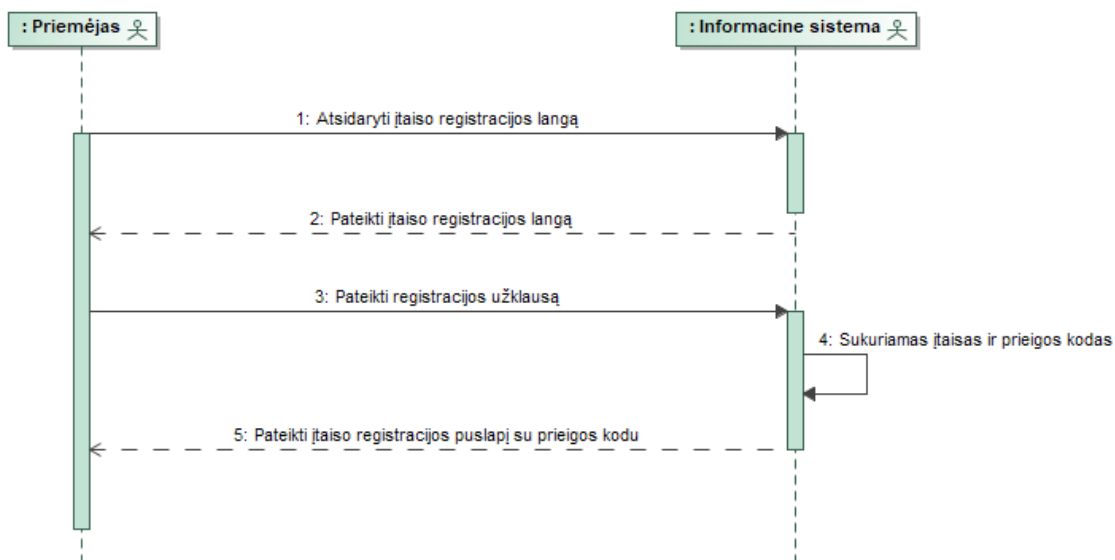 : Priemėjas
: Informacine sistema
1: Atsidaryti įtaiso registracijos langą
2: Pateikti įtaiso registracijos langą
3: Pateikti registracijos užklausą
4: Sukuriamas įtaisas ir prieigos kodas
5: Pateikti įtaiso registracijos puslapį su prieigos kodu